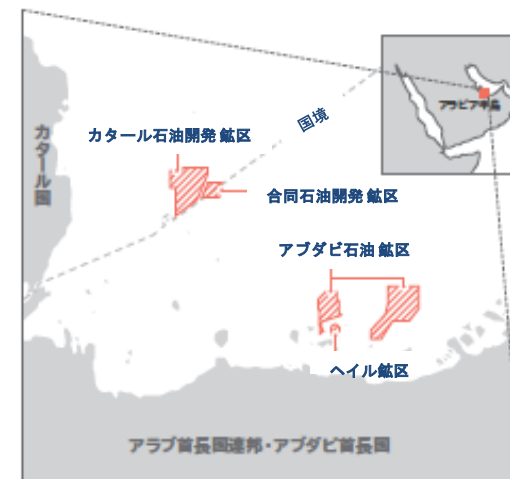 アラビア半島
国境
カタール国
カタール石油開発 鉱区
合同石油開発 鉱区
アブダビ石油 鉱区
ヘイル鉱区
アラブ首長国連邦・アブダビ首長国